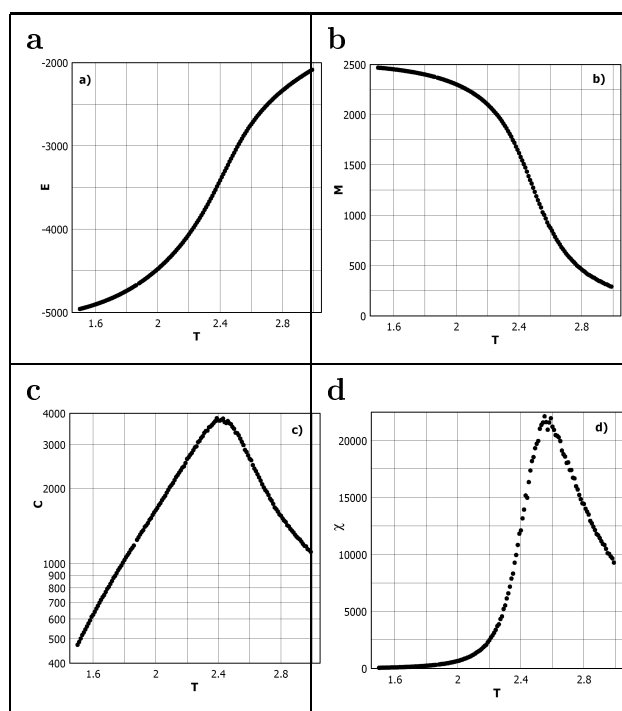 a
a)
-2000
-3000
-4000
-5000
E
1.6 2 2.4 2.8
T
b
b)
2500
2000
1500
1000
500
0
M
1.6 2 2.4 2.8
T
c
c)
4000
3000
2000
1000
900
800
700
600
500
400
C
1.6 2 2.4 2.8
T
d
d)
20000
15000
10000
5000
0
χ
1.6 2 2.4 2.8
T